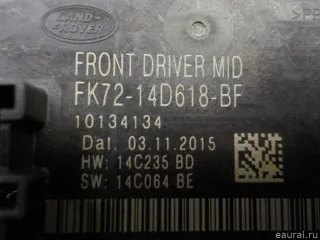 LAND-
ROVER
FRONT DRIVER MID
FK72-14D618-BF
10134134
Dat. 03.11.2015
HW: 14C235 BD
SW: 14C064 BE
© eaural.ru